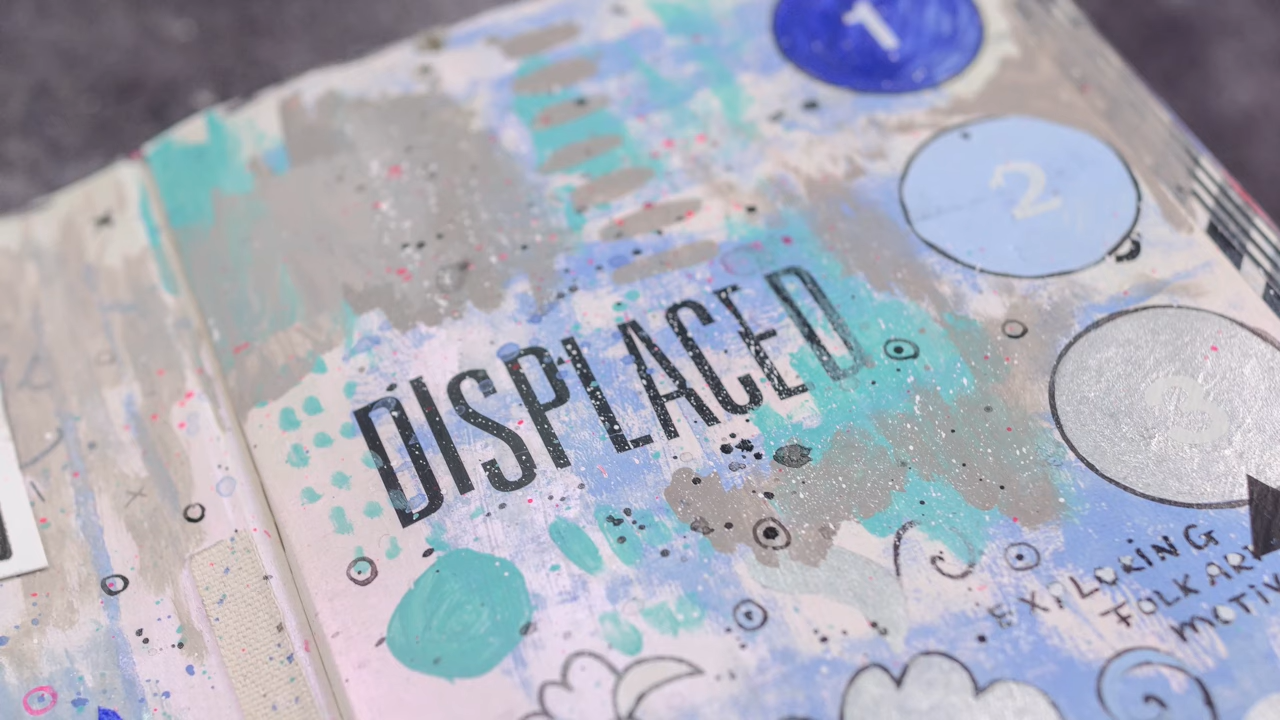 1
2
3
DISPLACED
EXPLORING
FOLK ART
MOTIV